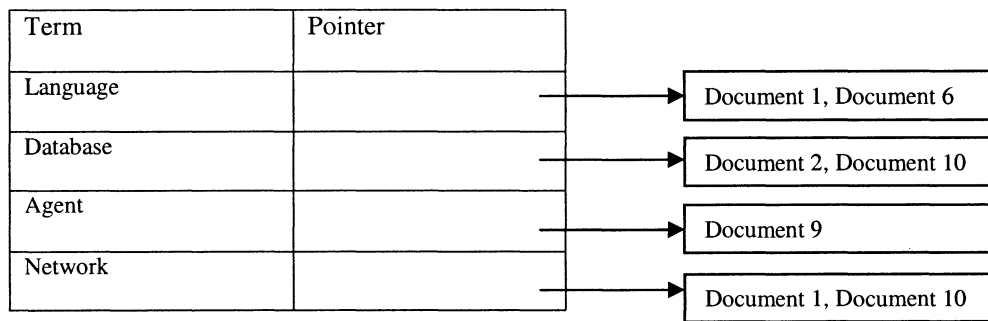 Term Pointer
Language
Document 1, Document 6
Database
Document 2, Document 10
Agent
Document 9
Network
Document 1, Document 10